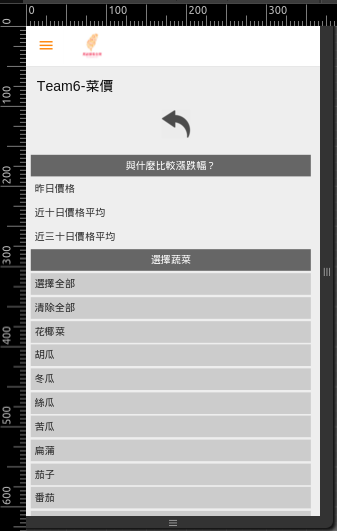 0 100 200 300
0
100
200
300
400
500
600
Team6-菜價
與什麼比較漲跌幅？
昨日價格
近十日價格平均
近三十日價格平均
選擇蔬菜
選擇全部
清除全部
花椰菜
胡瓜
冬瓜
絲瓜
苦瓜
扁蒲
茄子
番茄